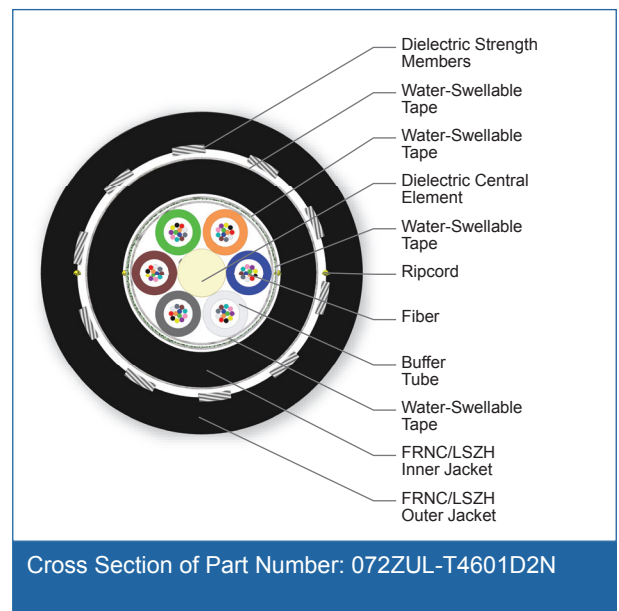 Dielectric Strength
Members
Water-Swellable
Tape
Water-Swellable
Tape
Dielectric Central
Element
Water-Swellable
Tape
Ripcord
Fiber
Buffer
Tube
Water-Swellable
Tape
FRNC/LSZH
Inner Jacket
FRNC/LSZH
Outer Jacket
Cross Section of Part Number: 072ZUL-T4601D2N